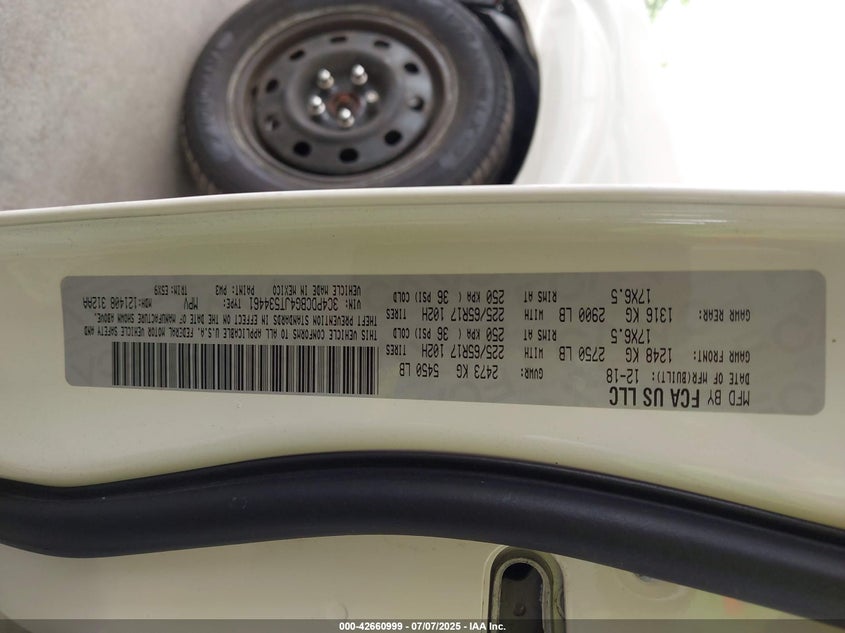 MFD BY FCA US LLC
DATE OF MFR(BUILT): 12-18 GVWR: 2473 KG 5450 LB
GAWR FRONT: 1248 KG 2750 LB WITH 225/65R17 102H TIRES
17X6.5 RIMS AT 250 KPA ( 36 PSI) COLD
GAWR REAR: 1316 KG 2900 LB WITH 225/65R17 102H TIRES
17X6.5 RIMS AT 250 KPA ( 36 PSI) COLD
THIS VEHICLE CONFORMS TO ALL APPLICABLE U.S.A. FEDERAL MOTOR VEHICLE SAFETY AND
THEFT PREVENTION STANDARDS IN EFFECT ON THE DATE OF MANUFACTURE SHOWN ABOVE.
VIN: 3C4PDCBG4JT534461 TYPE: MPV MDH:121408 312AA
VEHICLE MADE IN MEXICO PAINT: PW3 TRIM: E5X9
000-42660999 - 07/07/2025 - IAA Inc.